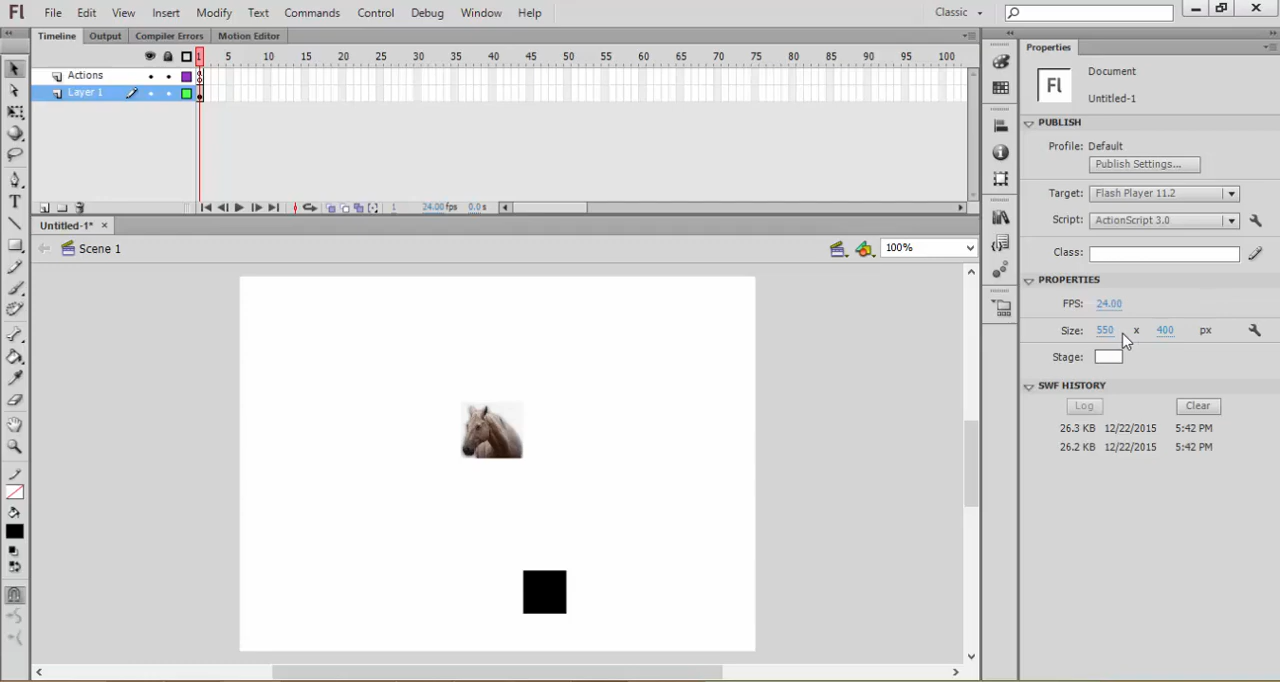 Fl File Edit View Insert Modify Text Commands Control Debug Window Help Classic
Timeline Output Compiler Errors Motion Editor
1 5 10 15 20 25 30 35 40 45 50 55 60 65 70 75 80 85 90 95 100
Actions
Layer 1
1 24.00 fps 0.0 s
Untitled-1* ×
Scene 1 100%
T
Properties
Fl
Document
Untitled-1
PUBLISH
Profile: Default
Publish Settings...
Target: Flash Player 11.2
Script: ActionScript 3.0
Class:
PROPERTIES
FPS: 24.00
Size: 550 x 400 px
Stage:
SWF HISTORY
Log Clear
26.3 KB 12/22/2015 5:42 PM
26.2 KB 12/22/2015 5:42 PM